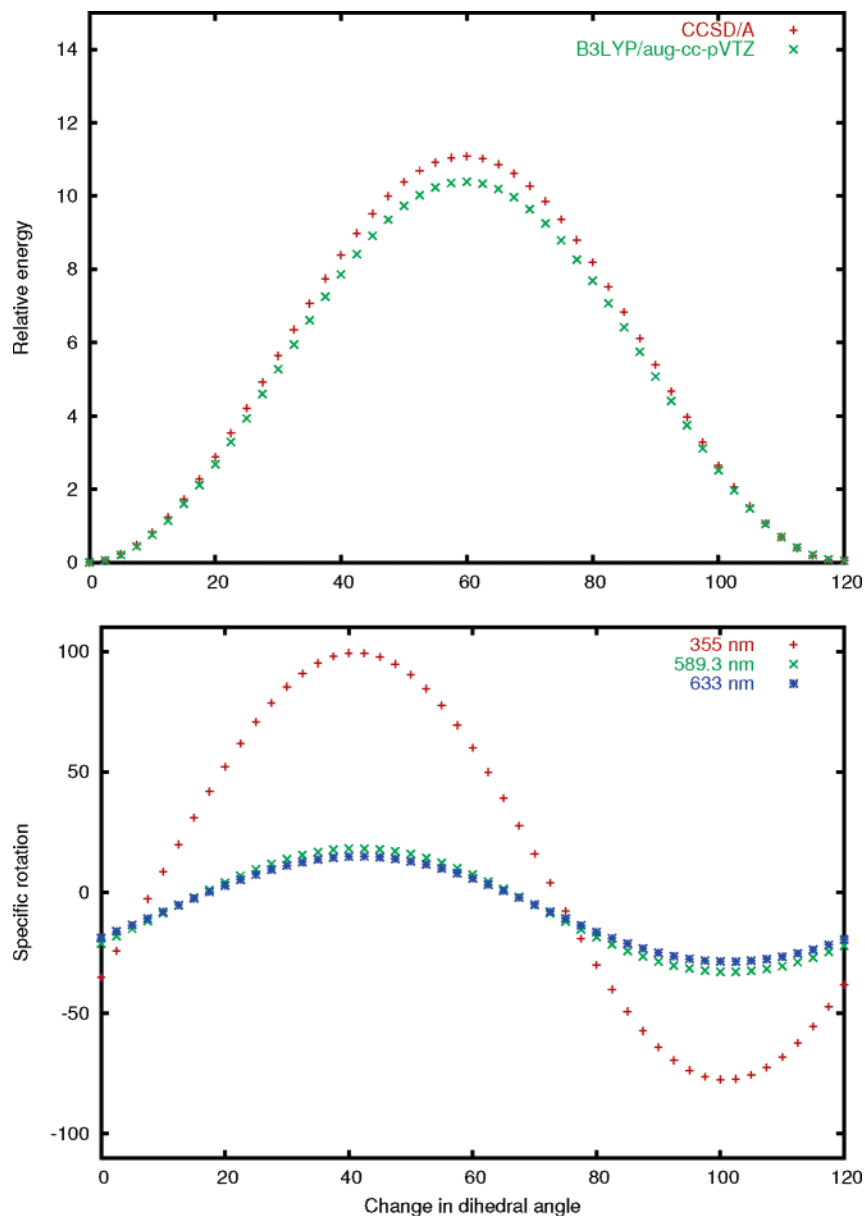 14
12
10
8
6
4
2
0
Relative energy
CCSD/A
B3LYP/aug-cc-pVTZ
0 20 40 60 80 100 120
100
50
0
-50
-100
Specific rotation
355 nm
589.3 nm
633 nm
0 20 40 60 80 100 120
Change in dihedral angle